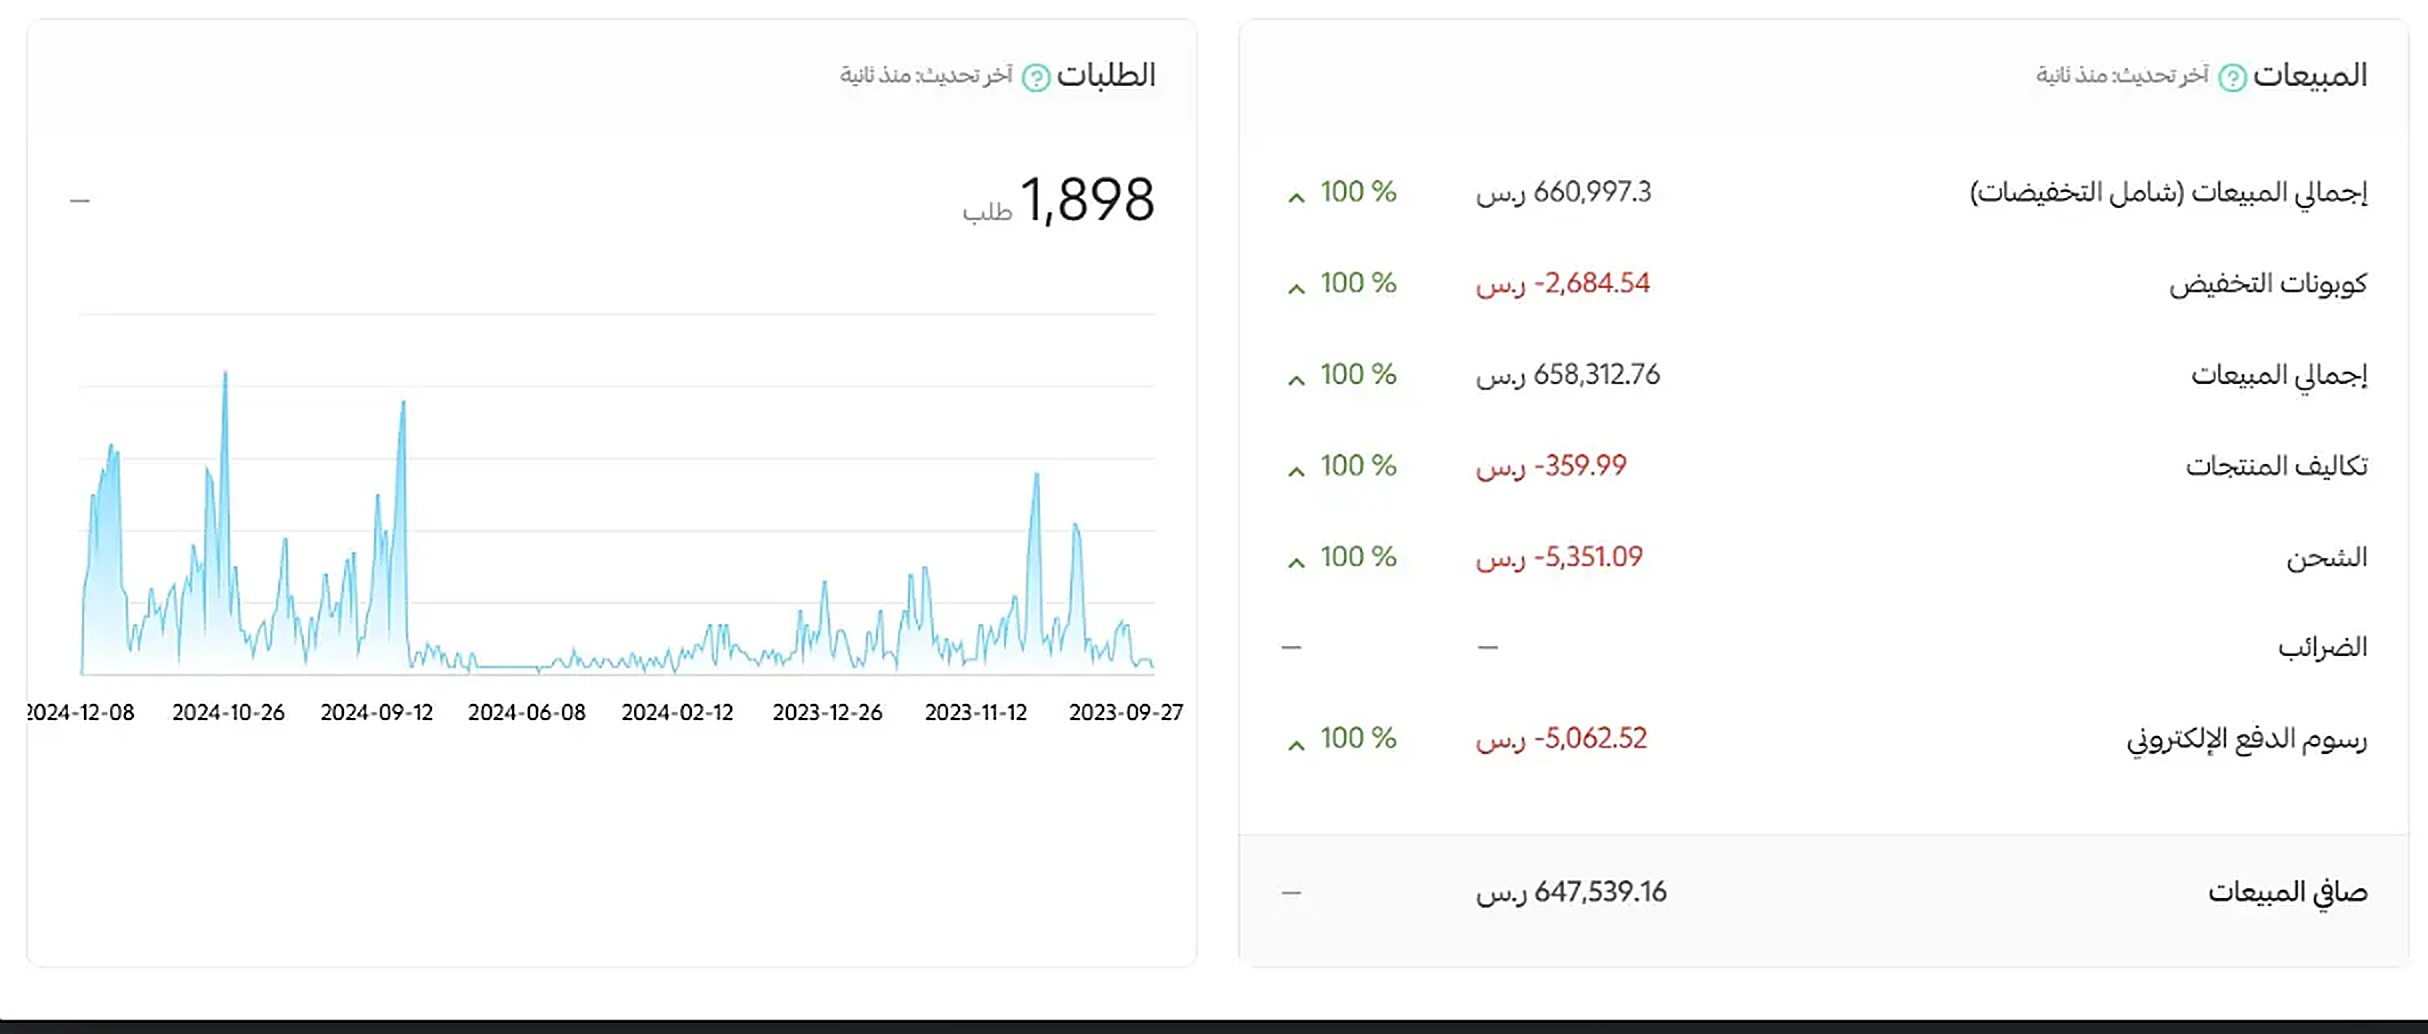 المبيعات آخر تحديث: منذ ثانية
إجمالي المبيعات (شامل التخفيضات) 660,997.3 ر.س 100 %
كوبونات التخفيض -2,684.54 ر.س 100 %
إجمالي المبيعات 658,312.76 ر.س 100 %
تكاليف المنتجات -359.99 ر.س 100 %
الشحن -5,351.09 ر.س 100 %
الضرائب — —
رسوم الدفع الإلكتروني -5,062.52 ر.س 100 %
صافي المبيعات 647,539.16 ر.س —
الطلبات آخر تحديث: منذ ثانية
1,898 طلب —
2023-09-27 2023-11-12 2023-12-26 2024-02-12 2024-06-08 2024-09-12 2024-10-26 2024-12-08